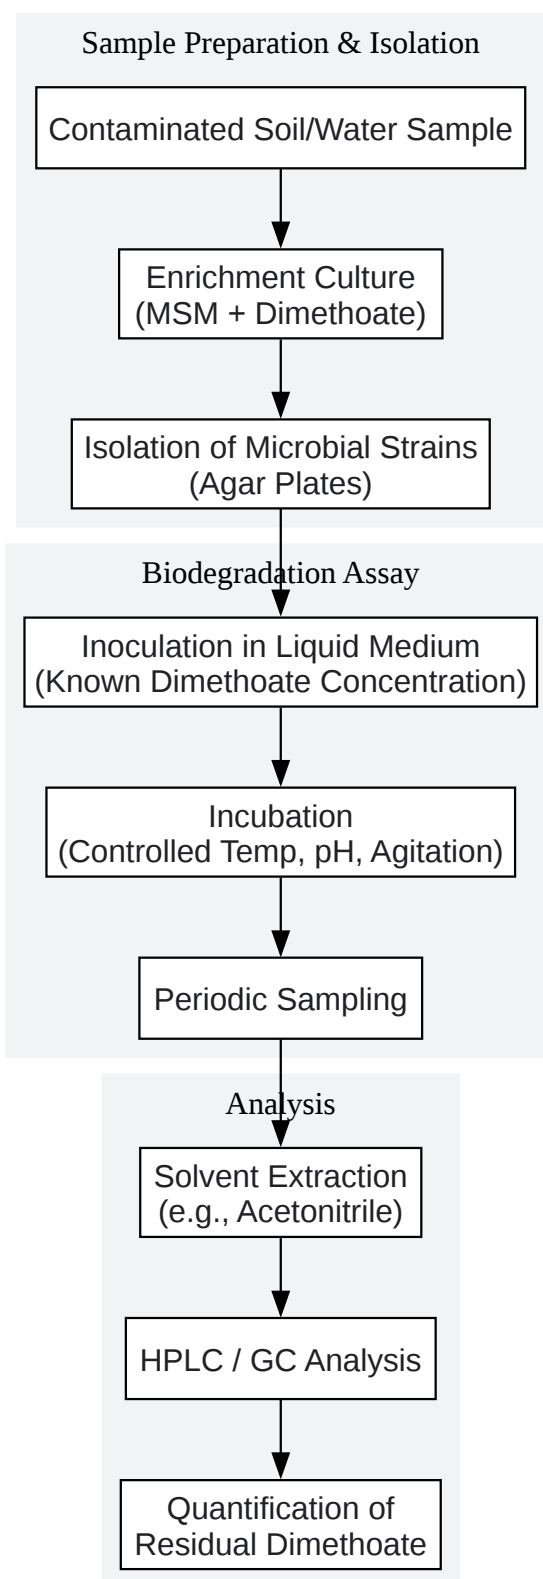 Sample Preparation & Isolation
Contaminated Soil/Water Sample
Enrichment Culture
(MSM + Dimethoate)
Isolation of Microbial Strains
(Agar Plates)
Biodegradation Assay
Inoculation in Liquid Medium
(Known Dimethoate Concentration)
Incubation
(Controlled Temp, pH, Agitation)
Periodic Sampling
Analysis
Solvent Extraction
(e.g., Acetonitrile)
HPLC / GC Analysis
Quantification of
Residual Dimethoate